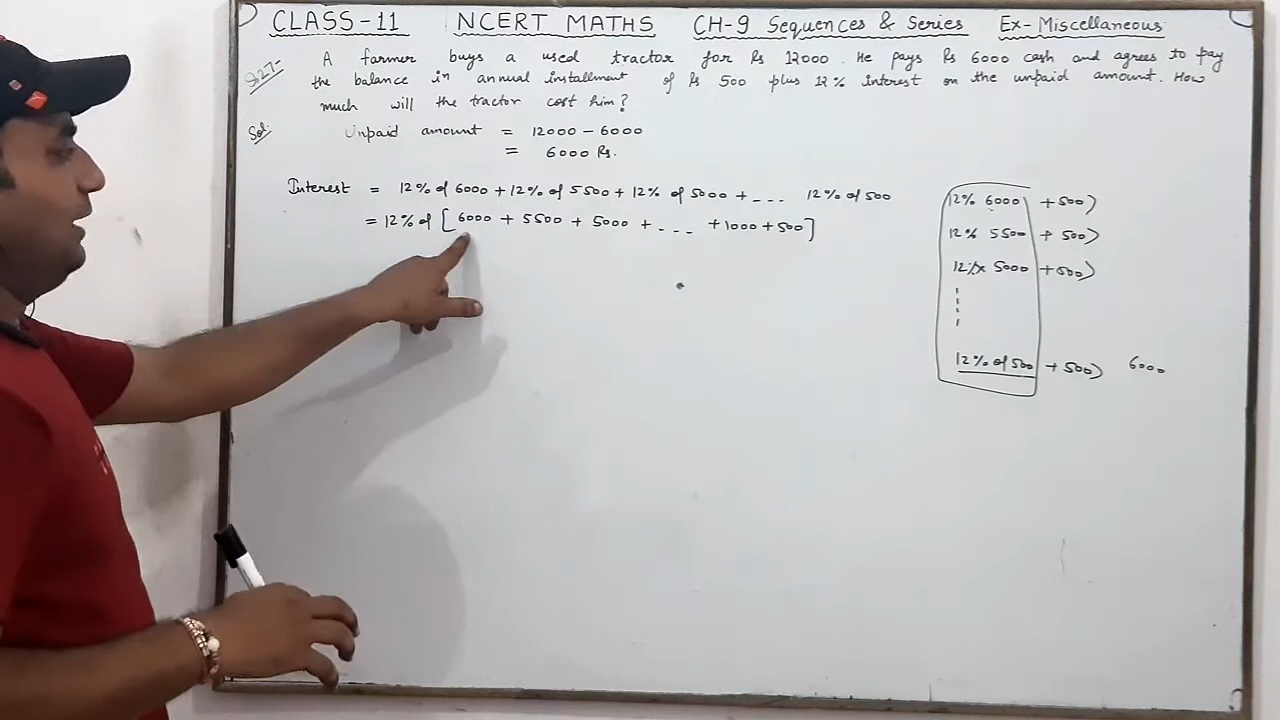 CLASS-11 NCERT MATHS CH-9 Sequences & Series Ex- Miscellaneous
Q.27:- A farmer buys a used tractor for Rs 12000. He pays Rs 6000 cash and agrees to pay
the balance in annual installment of Rs 500 plus 12% interest on the unpaid amount. How
much will the tractor cost him?
Sol: Unpaid amount = 12000 - 6000
= 6000 Rs.
Interest = 12% of 6000 + 12% of 5500 + 12% of 5000 + ... 12% of 500
= 12% of [6000 + 5500 + 5000 + --- + 1000 + 500]
12% 6000 + 500)
12% 5500 + 500)
12% 5000 + 500)
12% of 500 + 500) 6000